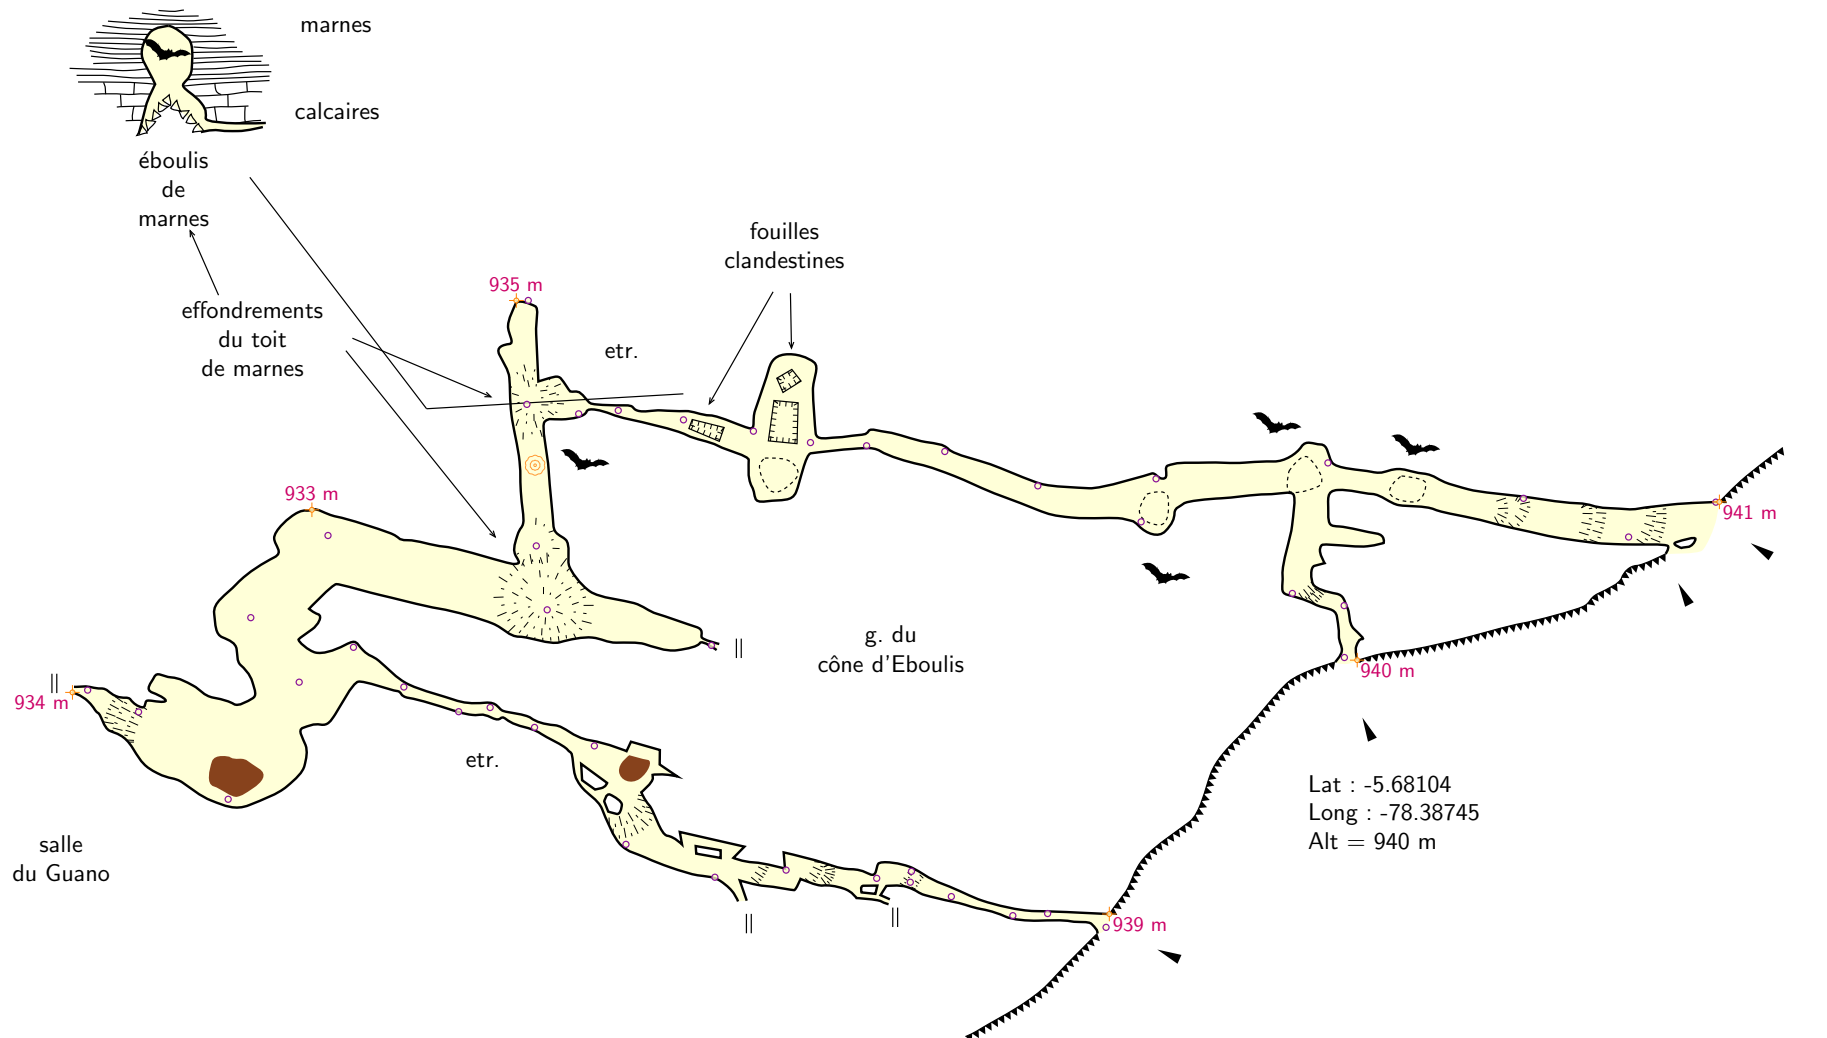 marnes
calcaires
éboulis
de
marnes
fouilles
clandestines
935 m
effondrements
du toit
de marnes
etr.
933 m
941 m
g. du
cône d'Eboulis
940 m
934 m
etr.
Lat : -5.68104
Long : -78.38745
Alt = 940 m
salle
du Guano
939 m